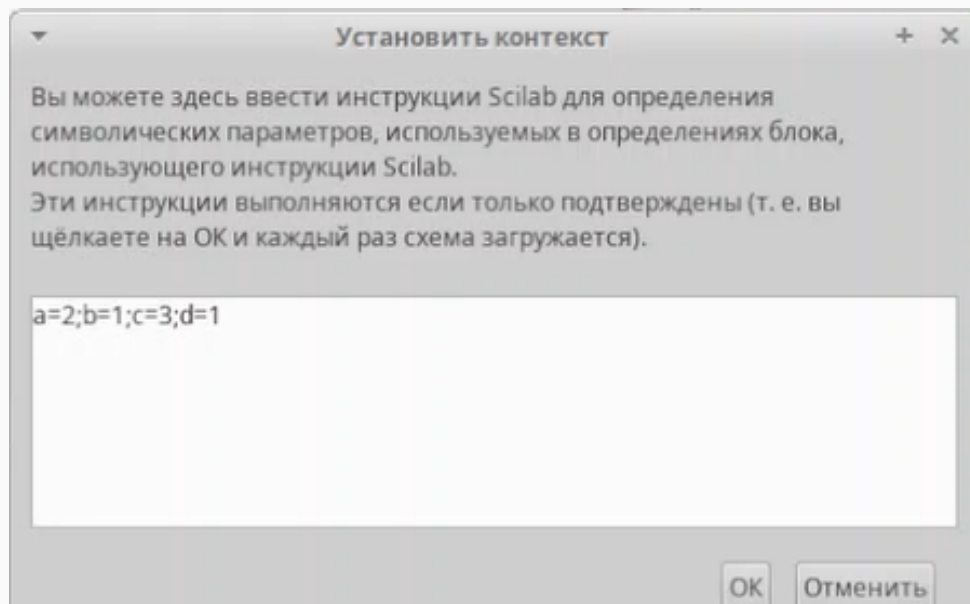 Установить контекст
Вы можете здесь ввести инструкции Scilab для определения
символических параметров, используемых в определениях блока,
использующего инструкции Scilab.
Эти инструкции выполняются если только подтверждены (т. е. вы
щёлкаете на ОК и каждый раз схема загружается).
a=2;b=1;c=3;d=1
ОК Отменить